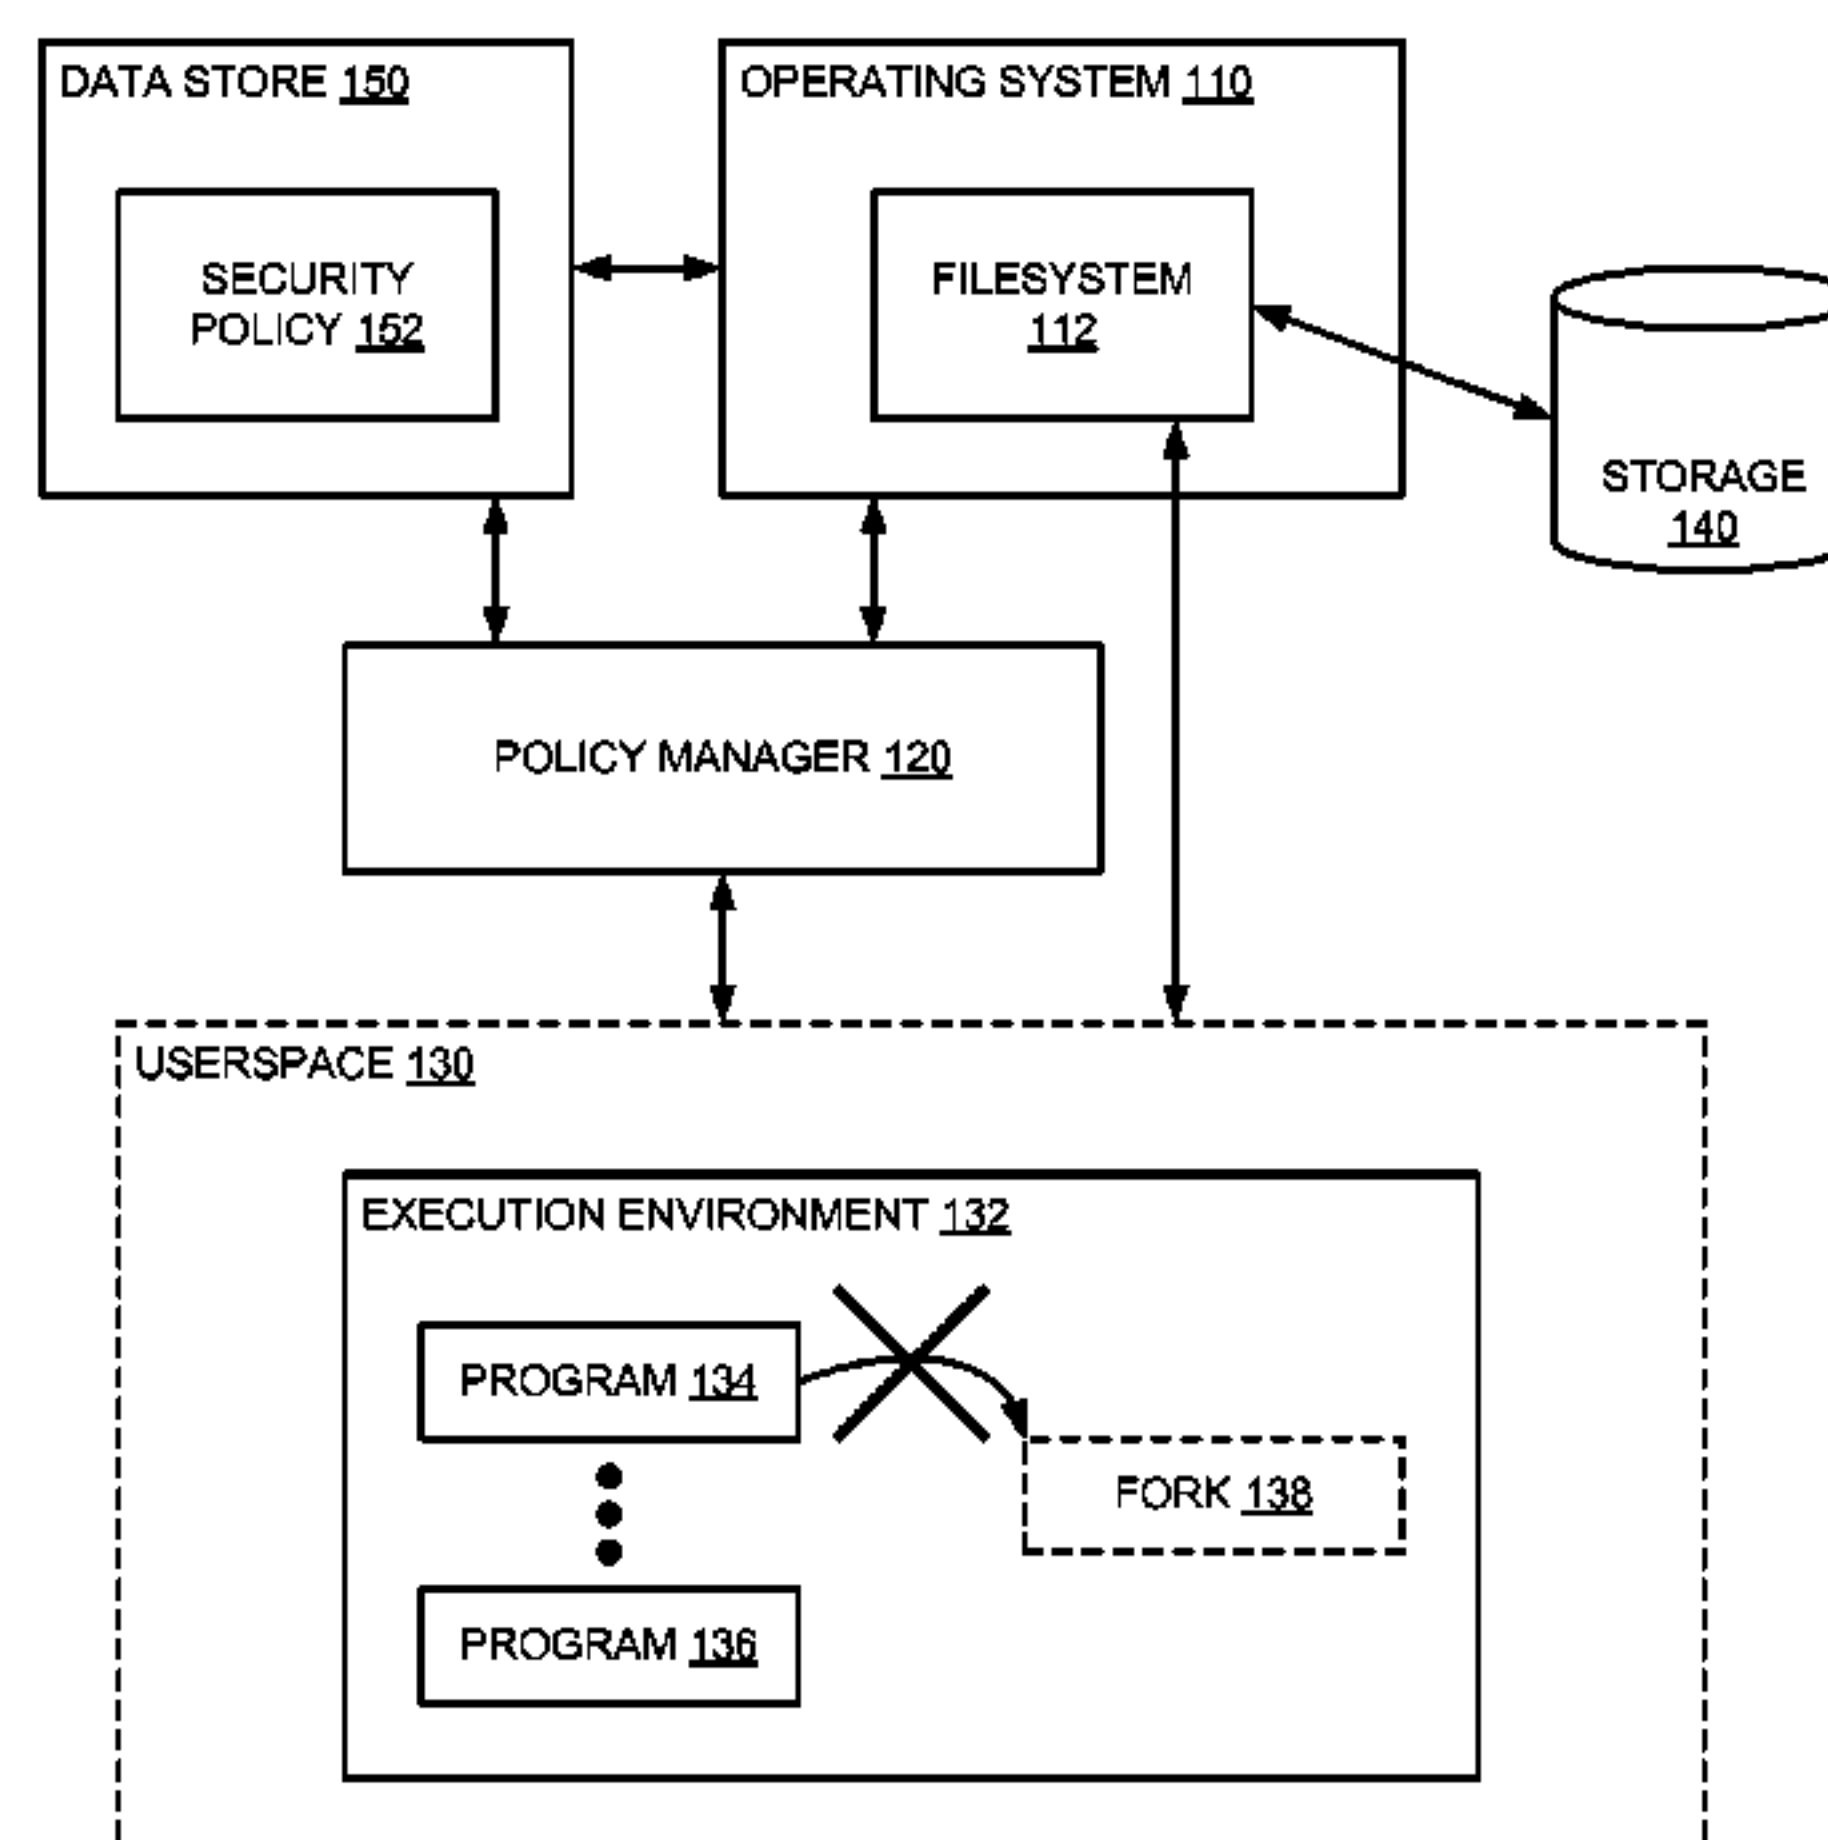 DATA STORE 150
OPERATING SYSTEM 110
SECURITY
POLICY 152
FILESYSTEM
112
STORAGE
140
POLICY MANAGER 120
USERSPACE 130
EXECUTION ENVIRONMENT 132
PROGRAM 134
FORK 138
PROGRAM 136